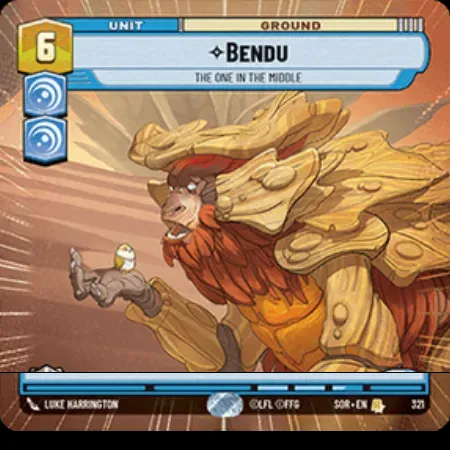 UNIT GROUND
6
BENDU
THE ONE IN THE MIDDLE
LUKE HARRINGTON ©LFL ©FFG SOR • EN 321